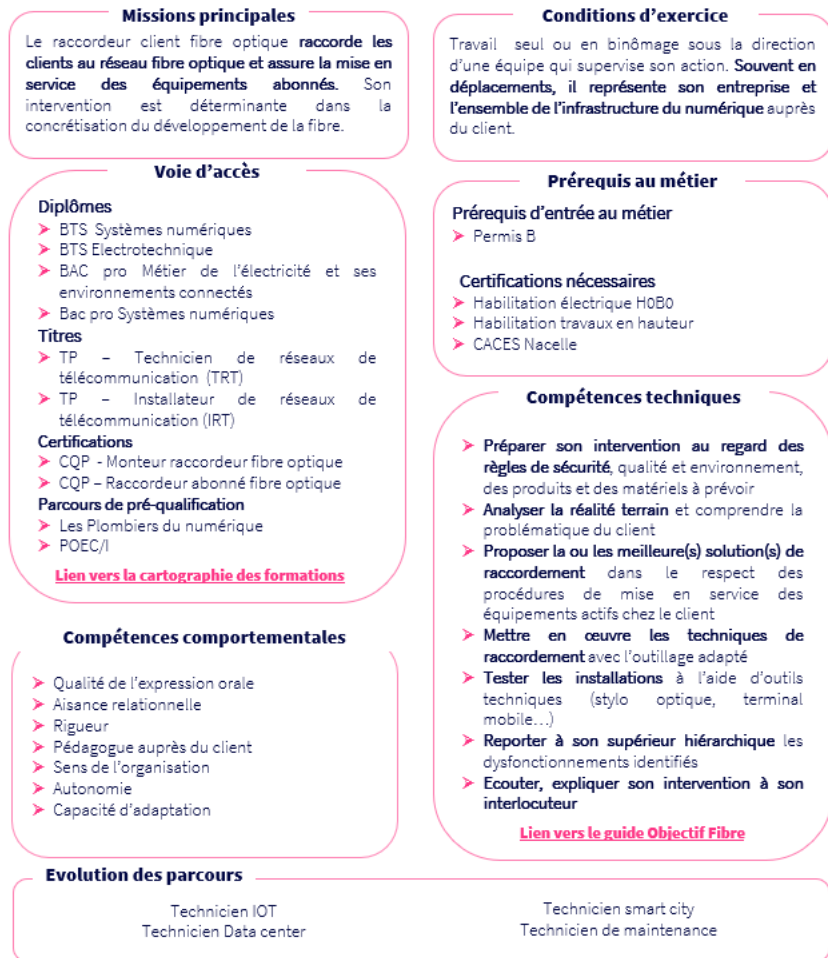 Missions principales
Le raccordeur client fibre optique raccorde les
clients au réseau fibre optique et assure la mise en
service des équipements abonnés. Son
intervention est déterminante dans la
concrétisation du développement de la fibre.
Conditions d'exercice
Travail seul ou en binômage sous la direction
d'une équipe qui supervise son action. Souvent en
déplacements, il représente son entreprise et
l'ensemble de l'infrastructure du numérique auprès
du client.
Voie d'accès
Diplômes
➤ BTS Systèmes numériques
➤ BTS Electrotechnique
➤ BAC pro Métier de l'électricité et ses
environnements connectés
➤ Bac pro Systèmes numériques
Titres
➤ TP – Technicien de réseaux de
télécommunication (TRT)
➤ TP – Installateur de réseaux de
télécommunication (IRT)
Certifications
➤ CQP - Monteur raccordeur fibre optique
➤ CQP – Raccordeur abonné fibre optique
Parcours de pré-qualification
➤ Les Plombiers du numérique
➤ POEC/I
Lien vers la cartographie des formations
Prérequis au métier
Prérequis d'entrée au métier
➤ Permis B
Certifications nécessaires
➤ Habilitation électrique H0B0
➤ Habilitation travaux en hauteur
➤ CACES Nacelle
Compétences techniques
➤ Préparer son intervention au regard des
règles de sécurité, qualité et environnement,
des produits et des matériels à prévoir
➤ Analyser la réalité terrain et comprendre la
problématique du client
➤ Proposer la ou les meilleure(s) solution(s) de
raccordement dans le respect des
procédures de mise en service des
équipements actifs chez le client
➤ Mettre en œuvre les techniques de
raccordement avec l'outillage adapté
➤ Tester les installations à l'aide d'outils
techniques (stylo optique, terminal
mobile…)
➤ Reporter à son supérieur hiérarchique les
dysfonctionnements identifiés
➤ Ecouter, expliquer son intervention à son
interlocuteur
Lien vers le guide Objectif Fibre
Compétences comportementales
➤ Qualité de l'expression orale
➤ Aisance relationnelle
➤ Rigueur
➤ Pédagogue auprès du client
➤ Sens de l'organisation
➤ Autonomie
➤ Capacité d'adaptation
Evolution des parcours
Technicien IOT
Technicien Data center
Technicien smart city
Technicien de maintenance